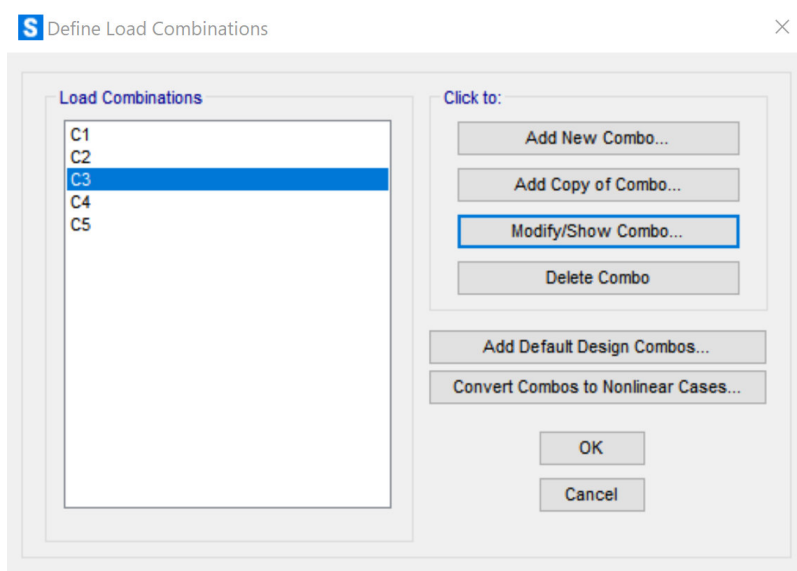 S Define Load Combinations
Load Combinations
C1
C2
C3
C4
C5
Click to:
Add New Combo...
Add Copy of Combo...
Modify/Show Combo...
Delete Combo
Add Default Design Combos...
Convert Combos to Nonlinear Cases...
OK
Cancel